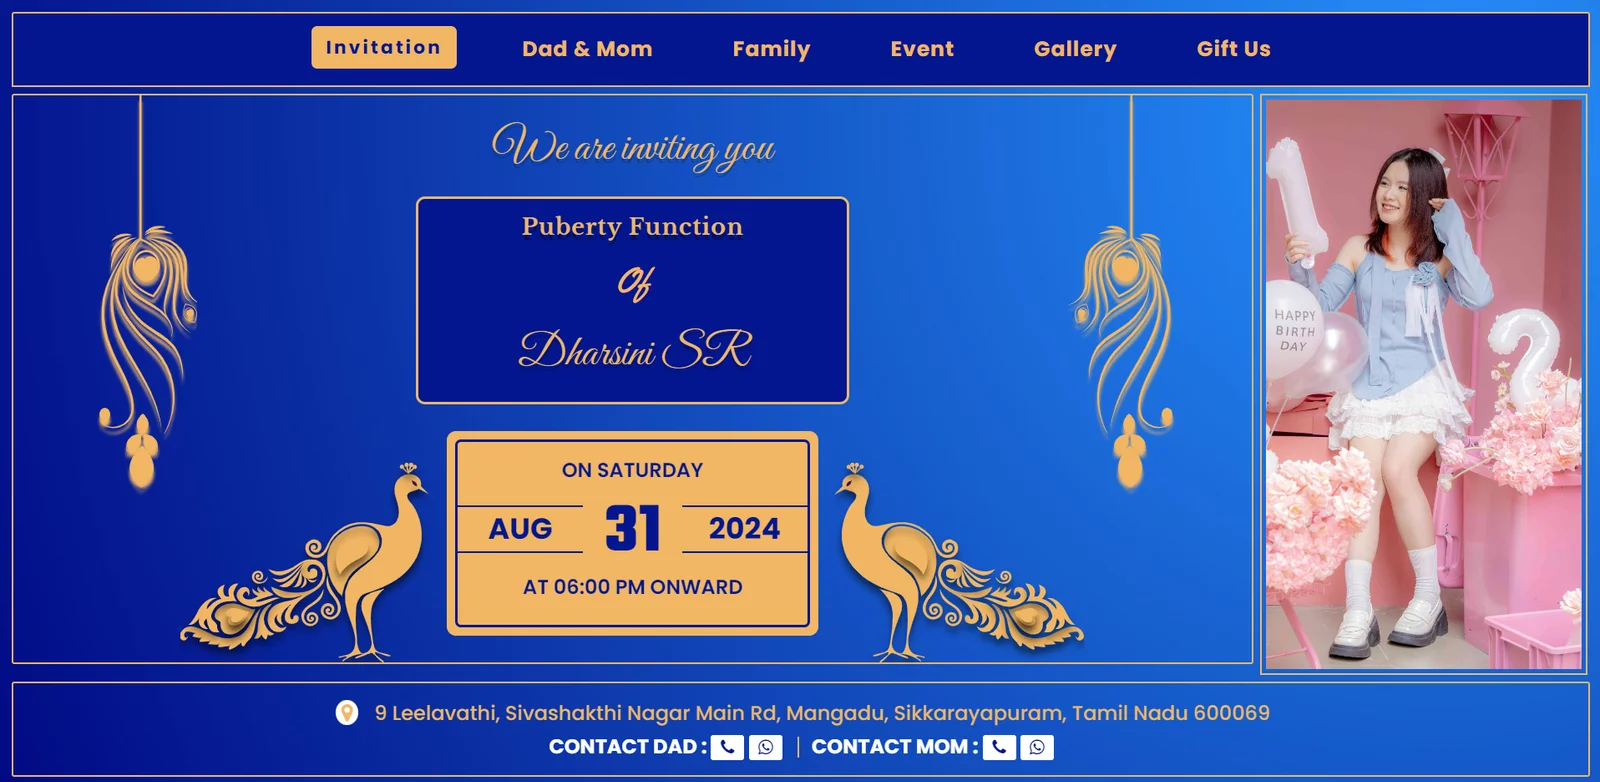 Invitation
Dad & Mom
Family
Event
Gallery
Gift Us
We are inviting you
Puberty Function
Of
Dharsini SR
ON SATURDAY
AUG 31 2024
AT 06:00 PM ONWARD
1
HAPPY
BIRTH
DAY
2
9 Leelavathi, Sivashakthi Nagar Main Rd, Mangadu, Sikkarayapuram, Tamil Nadu 600069
CONTACT DAD : | CONTACT MOM :